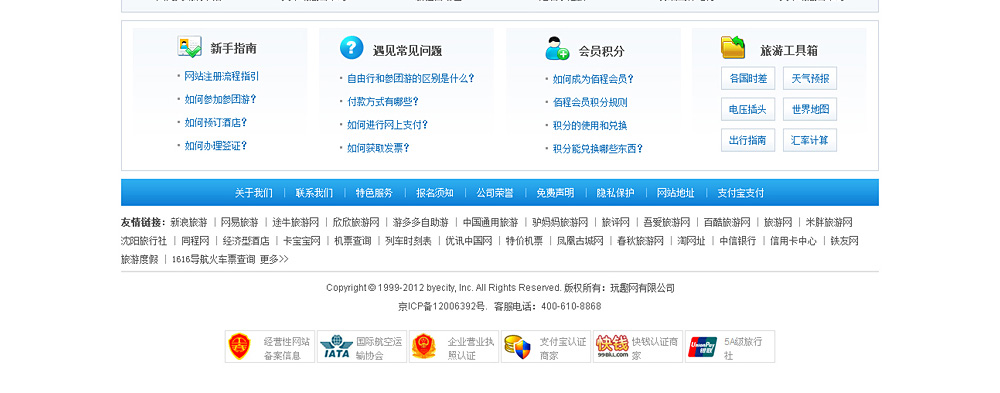 新手指南
网站注册流程指引
如何参加参团游?
如何预订酒店?
如何办理签证?
遇见常见问题
自由行和参团游的区别是什么?
付款方式有哪些?
如何进行网上支付?
如何获取发票?
会员积分
如何成为佰程会员?
佰程会员积分规则
积分的使用和兑换
积分能兑换哪些东西?
旅游工具箱
各国时差 天气预报
电压插头 世界地图
出行指南 汇率计算
关于我们 | 联系我们 | 特色服务 | 报名须知 | 公司荣誉 | 免费声明 | 隐私保护 | 网站地址 | 支付宝支付
友情链接: 新浪旅游 | 网易旅游 | 途牛旅游网 | 欣欣旅游网 | 游多多自助游 | 中国通用旅游 | 驴妈妈旅游网 | 旅评网 | 吾爱旅游网 | 百酷旅游网 | 旅游网 | 米胖旅游网
沈阳旅行社 | 同程网 | 经济型酒店 | 卡宝宝网 | 机票查询 | 列车时刻表 | 优讯中国网 | 特价机票 | 凤凰古城网 | 春秋旅游网 | 淘网址 | 中信银行 | 信用卡中心 | 铁友网
旅游度假 | 1616导航火车票查询 更多>>
Copyright © 1999-2012 byecity, Inc. All Rights Reserved. 版权所有:玩趣网有限公司
京ICP备12006392号, 客服电话:400-610-8868
经营性网站
备案信息
IATA
国际航空运
输协会
企业营业执
照认证
支付宝认证
商家
快钱
99BILL.COM
快钱认证商
家
UnionPay
银联
5A级旅行
社